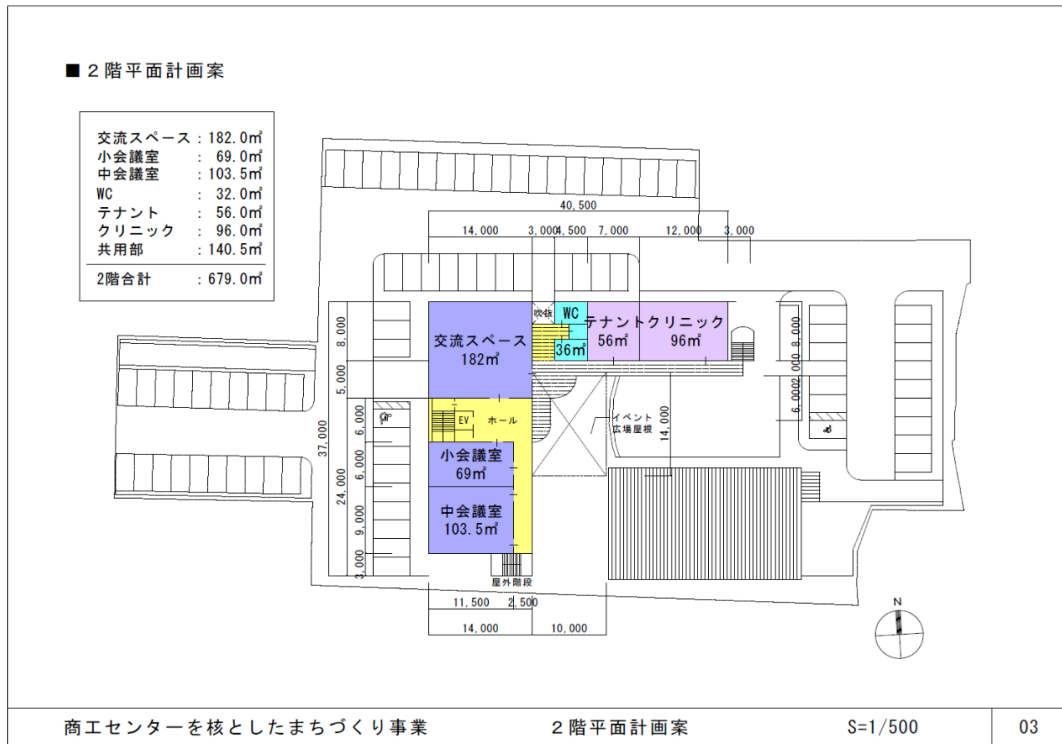 ■２階平面計画案
交流スペース : 182.0㎡
小会議室 : 69.0㎡
中会議室 : 103.5㎡
WC : 32.0㎡
テナント : 56.0㎡
クリニック : 96.0㎡
共用部 : 140.5㎡
2階合計 : 679.0㎡
40,500
14,000
3,000
4,500
7,000
12,000
3,000
吹抜
WC
36㎡
テナント
56㎡
クリニック
96㎡
交流スペース
182㎡
8,000
5,000
37,000
24,000
6,000
6,000
9,000
3,000
EV
ホール
小会議室
69㎡
中会議室
103.5㎡
屋外階段
イベント
広場屋根
14,000
8,000
2,000
6,000
11,500
2,500
14,000
10,000
N
商工センターを核としたまちづくり事業
２階平面計画案
S=1/500
03